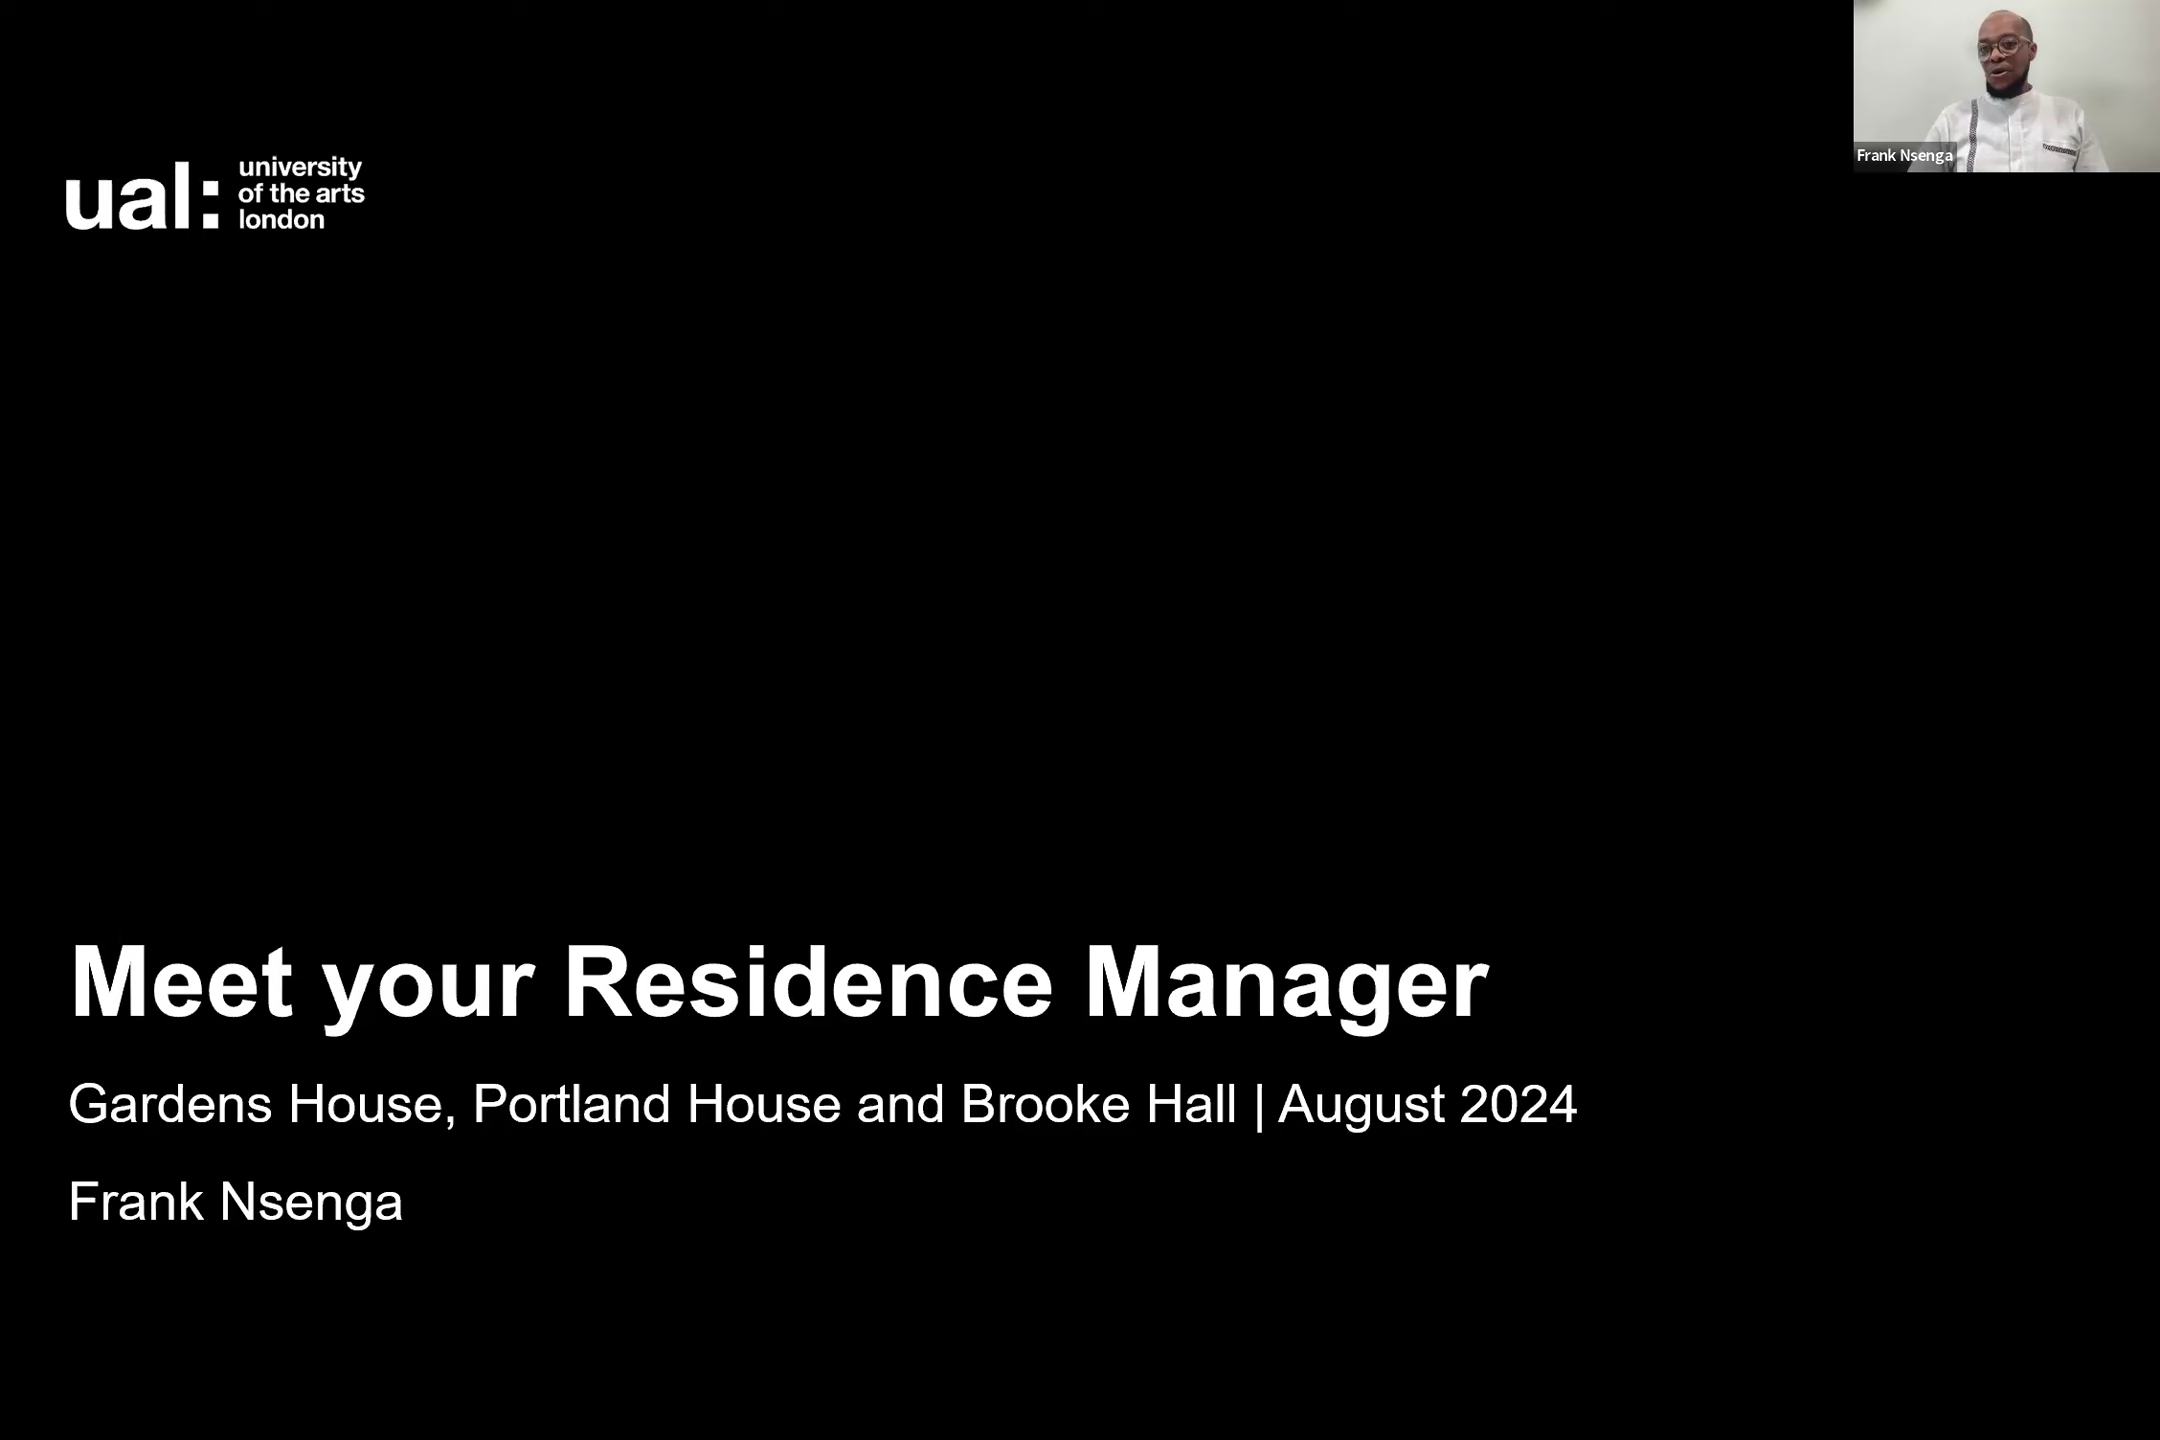 ual:
university
of the arts
london
Frank Nsenga
Meet your Residence Manager
Gardens House, Portland House and Brooke Hall | August 2024
Frank Nsenga